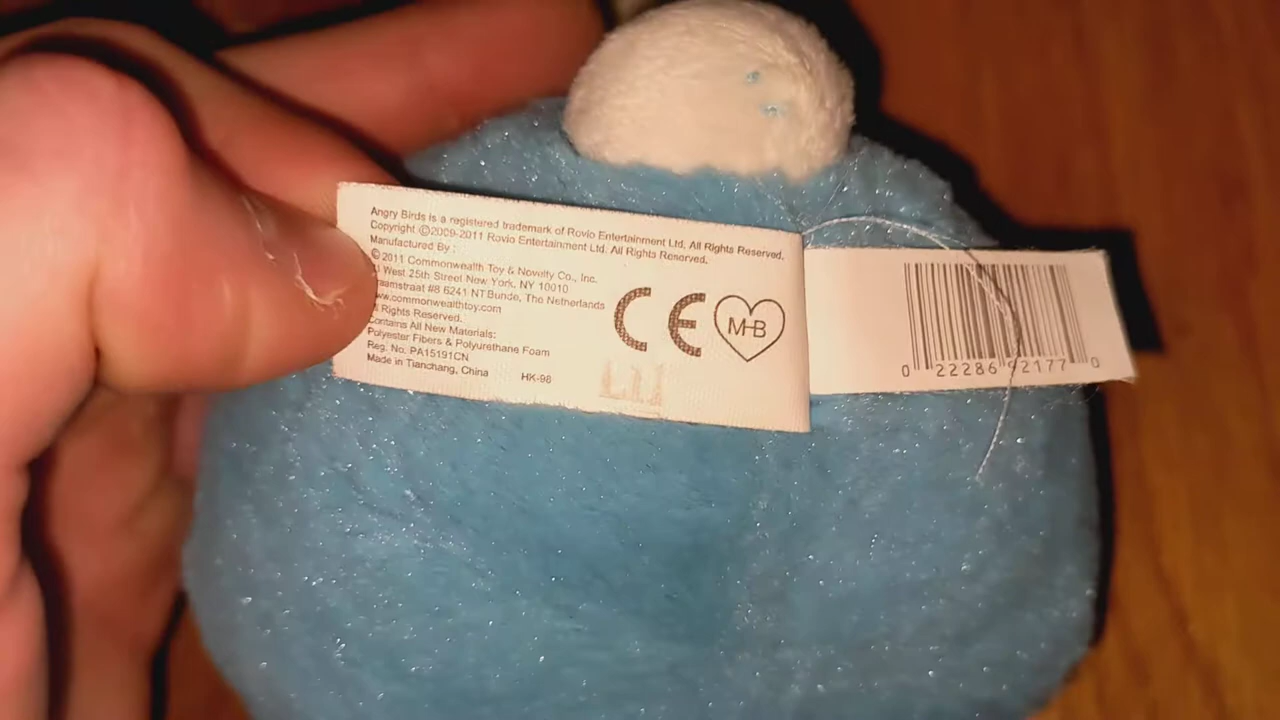 Angry Birds is a registered trademark of Rovio Entertainment Ltd. All Rights Reserved.
Copyright ©2009-2011 Rovio Entertainment Ltd. All Rights Reserved.
Manufactured By :
©2011 Commonwealth Toy & Novelty Co., Inc.
West 25th Street New York, NY 10010
#8 6241 NT Bunde, The Netherlands
www.commonwealthtoy.com
Rights Reserved.
Contains All New Materials:
Polyester Fibers & Polyurethane Foam
Reg. No. PA15191CN
Made in Tianchang, China HK-98
CE M-B
0 22286 92177 0